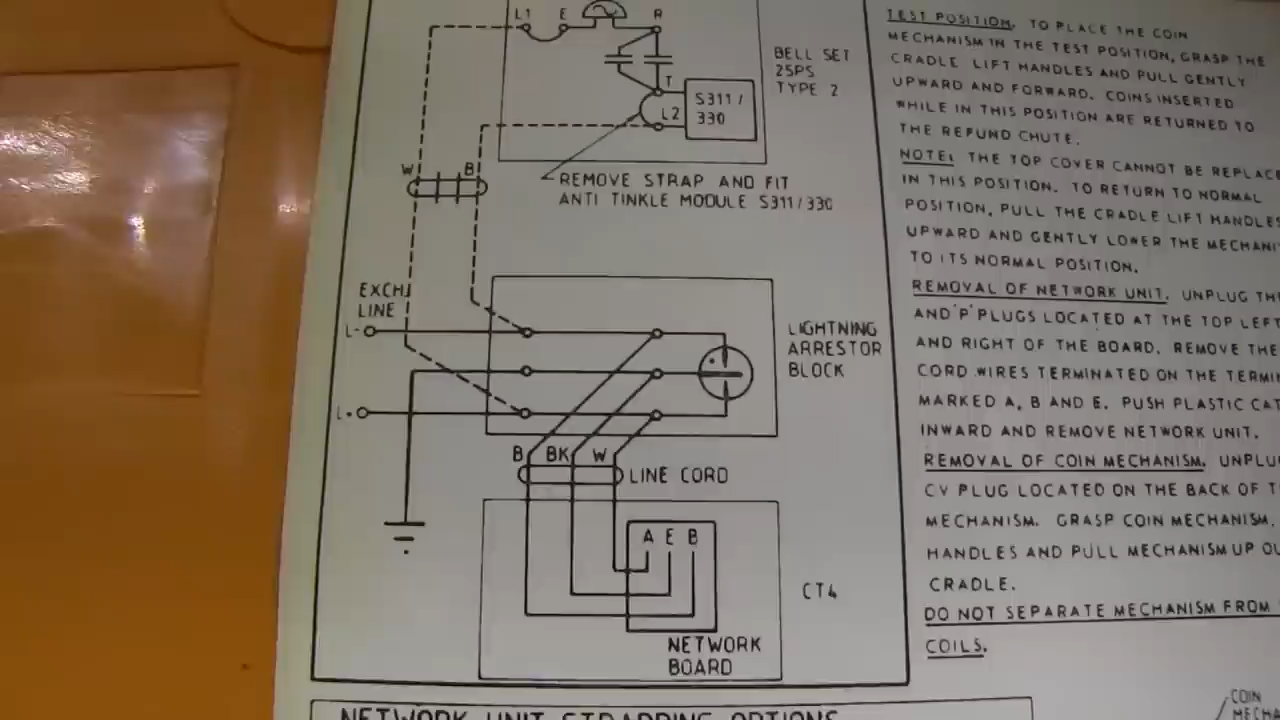 L1 E R
T
L2
S311/
330
BELL SET
25PS
TYPE 2
W B
REMOVE STRAP AND FIT
ANTI TINKLE MODULE S311/330
EXCH
LINE
L-
L+
LIGHTNING
ARRESTOR
BLOCK
B BK W
LINE CORD
A E B
CT4
NETWORK
BOARD
NETWORK UNIT STRAPPING OPTIONS
TEST POSITION. TO PLACE THE COIN
MECHANISM IN THE TEST POSITION, GRASP THE
CRADLE LIFT HANDLES AND PULL GENTLY
UPWARD AND FORWARD. COINS INSERTED
WHILE IN THIS POSITION ARE RETURNED TO
THE REFUND CHUTE.
NOTE: THE TOP COVER CANNOT BE REPLACE
IN THIS POSITION. TO RETURN TO NORMAL
POSITION, PULL THE CRADLE LIFT HANDLES
UPWARD AND GENTLY LOWER THE MECHANI
TO ITS NORMAL POSITION.
REMOVAL OF NETWORK UNIT. UNPLUG TH
AND 'P' PLUGS LOCATED AT THE TOP LEFT
AND RIGHT OF THE BOARD. REMOVE THE
CORD WIRES TERMINATED ON THE TERMI
MARKED A, B AND E. PUSH PLASTIC CAT
INWARD AND REMOVE NETWORK UNIT.
REMOVAL OF COIN MECHANISM. UNPLU
CV PLUG LOCATED ON THE BACK OF T
MECHANISM. GRASP COIN MECHANISM,
HANDLES AND PULL MECHANISM UP OU
CRADLE.
DO NOT SEPARATE MECHANISM FROM
COILS.
COIN
MECH